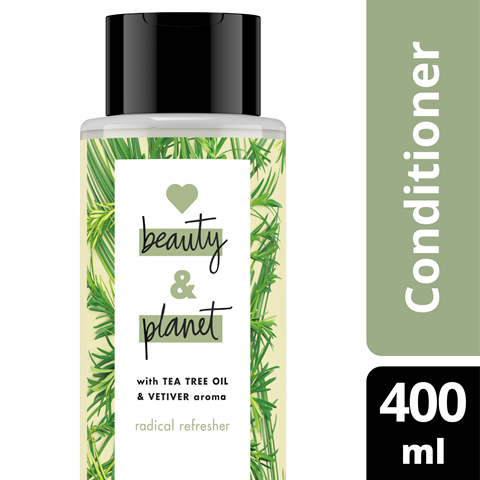 beauty
&
planet
with TEA TREE OIL
& VETIVER aroma
radical refresher
Conditioner
400
ml